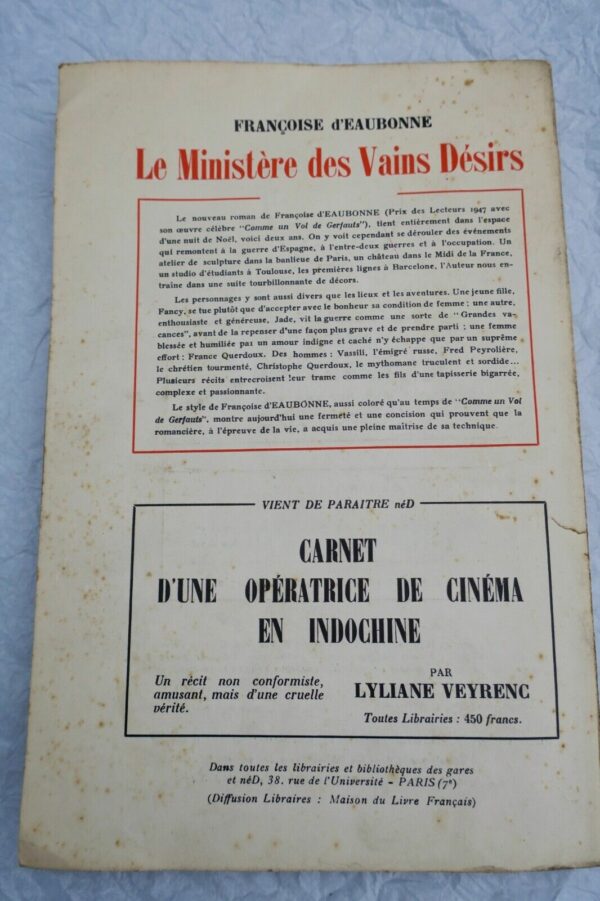 FRANÇOISE d'EAUBONNE
Le Ministère des Vains Désirs
Le nouveau roman de Françoise d'EAUBONNE (Prix des Lecteurs 1947 avec
son œuvre célèbre "Comme un Vol de Gerfauts"), tient entièrement dans l'espace
d'une nuit de Noël, voici deux ans. On y voit cependant se dérouler des événements
qui remontent à la guerre d'Espagne, à l'entre-deux guerres et à l'occupation. Un
atelier de sculpture dans la banlieue de Paris, un château dans le Midi de la France,
un studio d'étudiants à Toulouse, les premières lignes à Barcelone, l'Auteur nous en-
traîne dans une suite tourbillonnante de décors.
Les personnages y sont aussi divers que les lieux et les aventures. Une jeune fille,
Fancy, se tue plutôt que d'accepter avec le bonheur sa condition de femme ; une autre,
enthousiaste et généreuse, Jade, vit la guerre comme une sorte de "Grandes va-
cances", avant de la repenser d'une façon plus grave et de prendre parti ; une femme
blessée et humiliée par un amour indigne et caché n'y échappe que par un suprême
effort : France Querdoux. Des hommes : Vassili, l'émigré russe, Fred Peyrolière,
le chrétien tourmenté, Christophe Querdoux, le mythomane truculent et sordide...
Plusieurs récits entrecroisent leur trame comme les fils d'une tapisserie bigarrée,
complexe et passionnante.
Le style de Françoise d'EAUBONNE, aussi coloré qu'au temps de "Comme un Vol
de Gerfauts", montre aujourd'hui une fermeté et une concision qui prouvent que la
romancière, à l'épreuve de la vie, a acquis une pleine maîtrise de sa technique.
VIENT DE PARAITRE néD
CARNET
D'UNE OPÉRATRICE DE CINÉMA
EN INDOCHINE
Un récit non conformiste,
amusant, mais d'une cruelle
vérité.
PAR
LYLIANE VEYRENC
Toutes Librairies : 450 francs.
Dans toutes les librairies et bibliothèques des gares
et néD, 38. rue de l'Université - PARIS (7e)
(Diffusion Libraires : Maison du Livre Français)